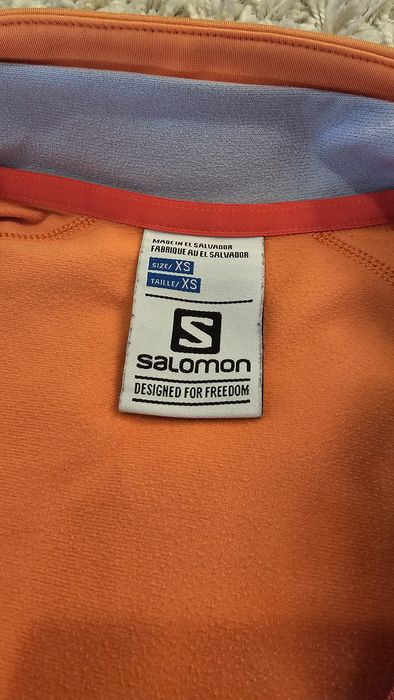 MADE IN EL SALVADOR
FABRIQUE AU EL SALVADOR
SIZE/ XS
TAILLE/ XS
S
salomon
DESIGNED FOR FREEDOM